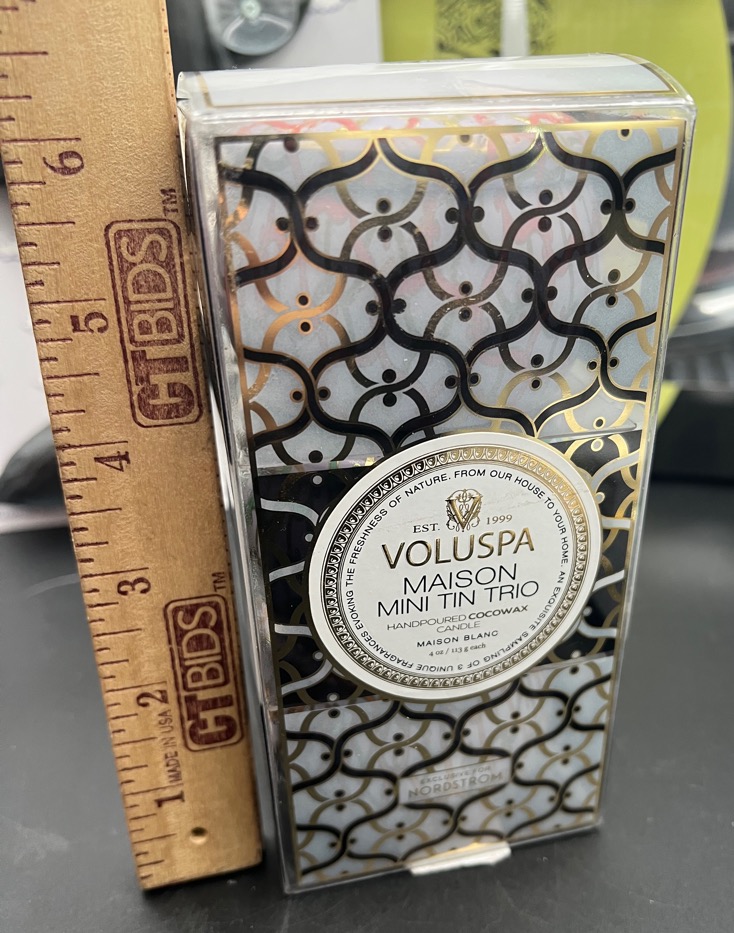 6
5
4
3
2
1
CTBIDS™
CTBIDS™
MADE IN USA
EVOKING THE FRESHNESS OF NATURE, FROM OUR HOUSE TO YOUR HOME. AN EXQUISITE SAMPLING OF 3 UNIQUE FRAGRANCES
EST. V 1999
VOLUSPA
MAISON
MINI TIN TRIO
HANDPOURED COCOWAX
CANDLE
MAISON BLANC
4 oz / 113 g each
EXCLUSIVE FOR
NORDSTROM